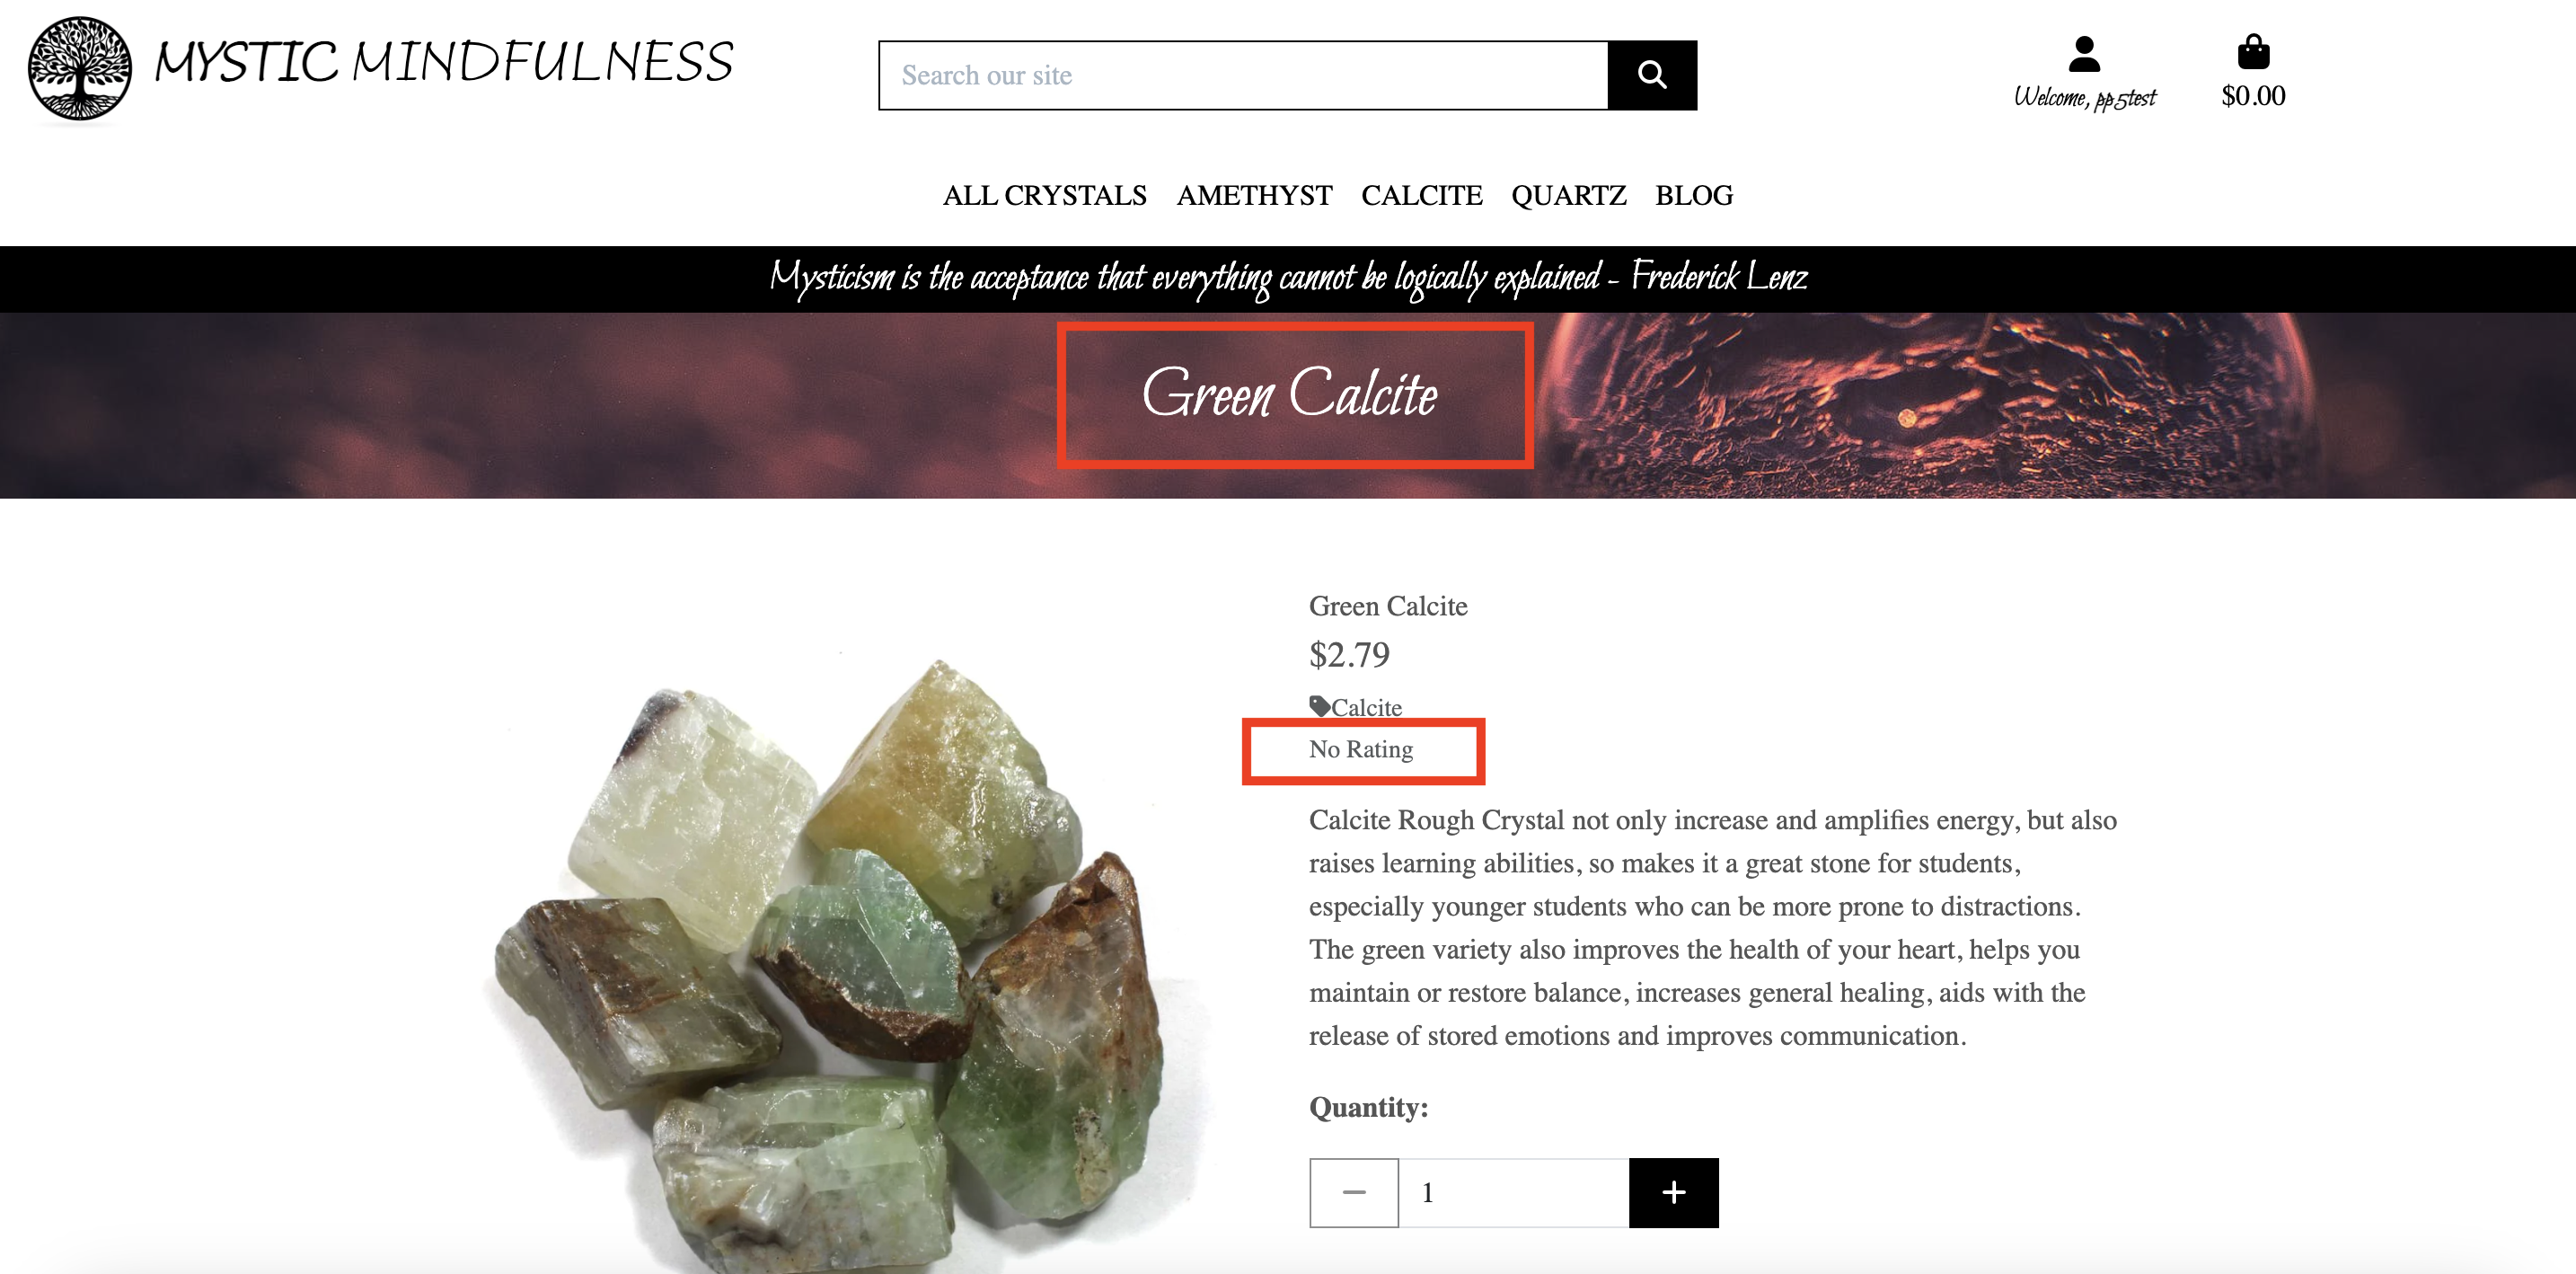 MYSTIC MINDFULNESS
Search our site
Welcome, pp5test
$0.00
ALL CRYSTALS AMETHYST CALCITE QUARTZ BLOG
Mysticism is the acceptance that everything cannot be logically explained - Frederick Lenz
Green Calcite
Green Calcite
$2.79
Calcite
No Rating
Calcite Rough Crystal not only increase and amplifies energy, but also
raises learning abilities, so makes it a great stone for students,
especially younger students who can be more prone to distractions.
The green variety also improves the health of your heart, helps you
maintain or restore balance, increases general healing, aids with the
release of stored emotions and improves communication.
Quantity:
1